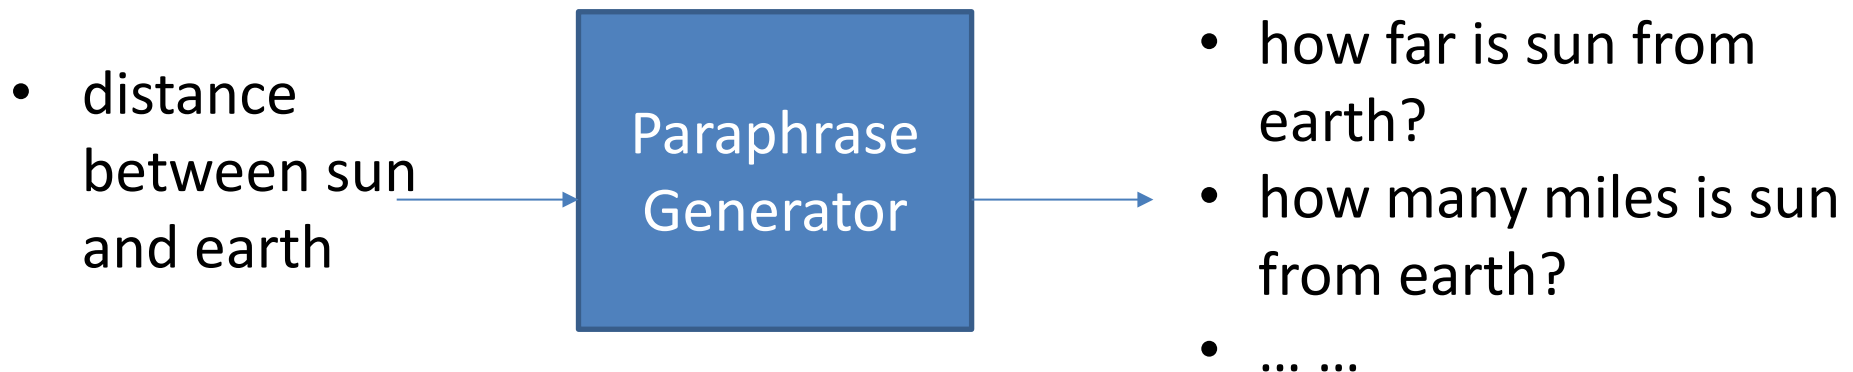 • distance
between sun
and earth
Paraphrase
Generator
• how far is sun from
earth?
• how many miles is sun
from earth?
• … …